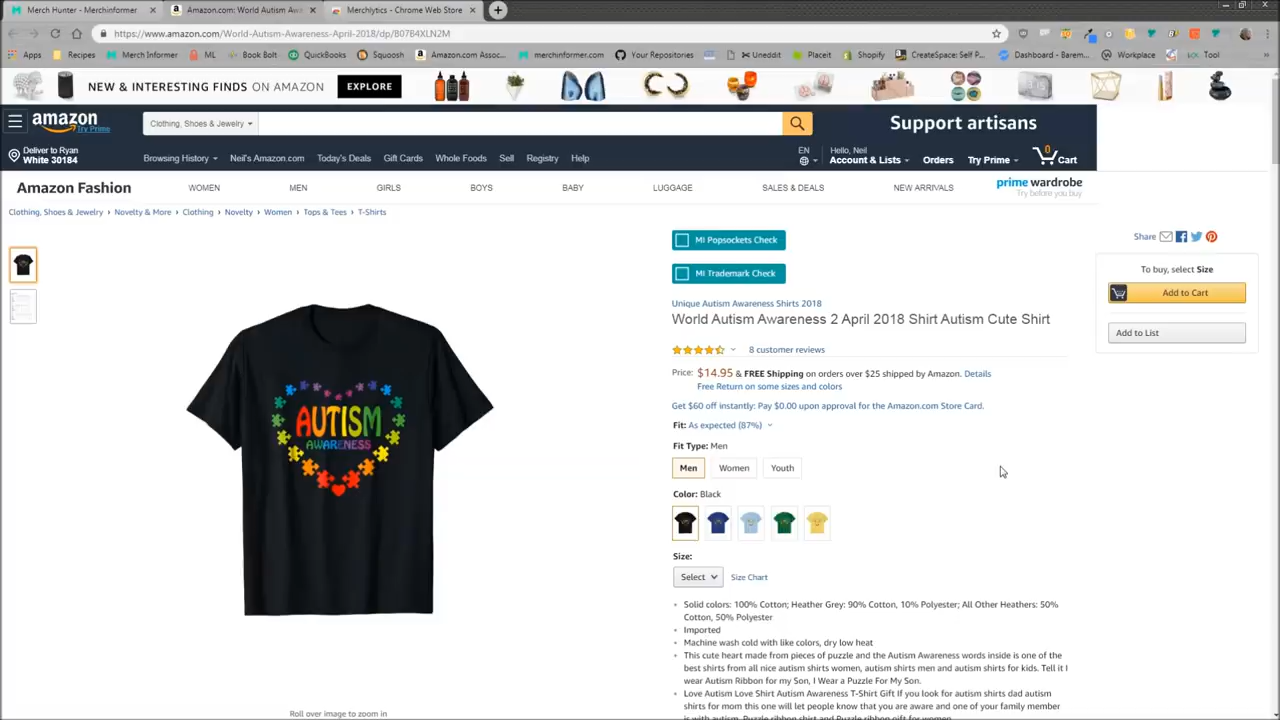 Merch Hunter - Merchinformer
Amazon.com: World Autism Aw
Merchlytics - Chrome Web Store
https://www.amazon.com/World-Autism-Awareness-April-2018/dp/B07B4XLN2M
Apps
Recipes
Merch Informer
ML
Book Bolt
QuickBooks
Squoosh
Amazon.com Assoc...
merchinformer.com
Your Repositories
Uneddit
Placeit
Shopify
CreateSpace: Self P...
Dashboard - Barem...
Workplace
Tool
NEW & INTERESTING FINDS ON AMAZON
EXPLORE
amazon
Try Prime
Clothing, Shoes & Jewelry
Support artisans
Deliver to Ryan
White 30184
Browsing History
Neil's Amazon.com
Today's Deals
Gift Cards
Whole Foods
Sell
Registry
Help
EN
Hello, Neil
Account & Lists
Orders
Try Prime
0
Cart
Amazon Fashion
WOMEN
MEN
GIRLS
BOYS
BABY
LUGGAGE
SALES & DEALS
NEW ARRIVALS
prime wardrobe
Try before you buy
Clothing, Shoes & Jewelry › Novelty & More › Clothing › Novelty › Women › Tops & Tees › T-Shirts
MI Popsockets Check
Share
MI Trademark Check
To buy, select Size
Add to Cart
Add to List
Unique Autism Awareness Shirts 2018
World Autism Awareness 2 April 2018 Shirt Autism Cute Shirt
8 customer reviews
Price: $14.95 & FREE Shipping on orders over $25 shipped by Amazon. Details
Free Return on some sizes and colors
Get $60 off instantly: Pay $0.00 upon approval for the Amazon.com Store Card.
Fit: As expected (87%)
Fit Type: Men
Men
Women
Youth
Color: Black
Size:
Select
Size Chart
AUTISM
AWARENESS
Solid colors: 100% Cotton; Heather Grey: 90% Cotton, 10% Polyester; All Other Heathers: 50%
Cotton, 50% Polyester
Imported
Machine wash cold with like colors, dry low heat
This cute heart made from pieces of puzzle and the Autism Awareness words inside is one of the
best shirts from all nice autism shirts women, autism shirts men and autism shirts for kids. Tell it I
wear Autism Ribbon for my Son, I Wear a Puzzle For My Son.
Love Autism Love Shirt Autism Awareness T-Shirt Gift If you look for autism shirts dad autism
shirts for mom this one will let people know that you are aware and one of your family member
is with autism. Puzzle ribbon shirt and Puzzle ribbon gift for women
Roll over image to zoom in